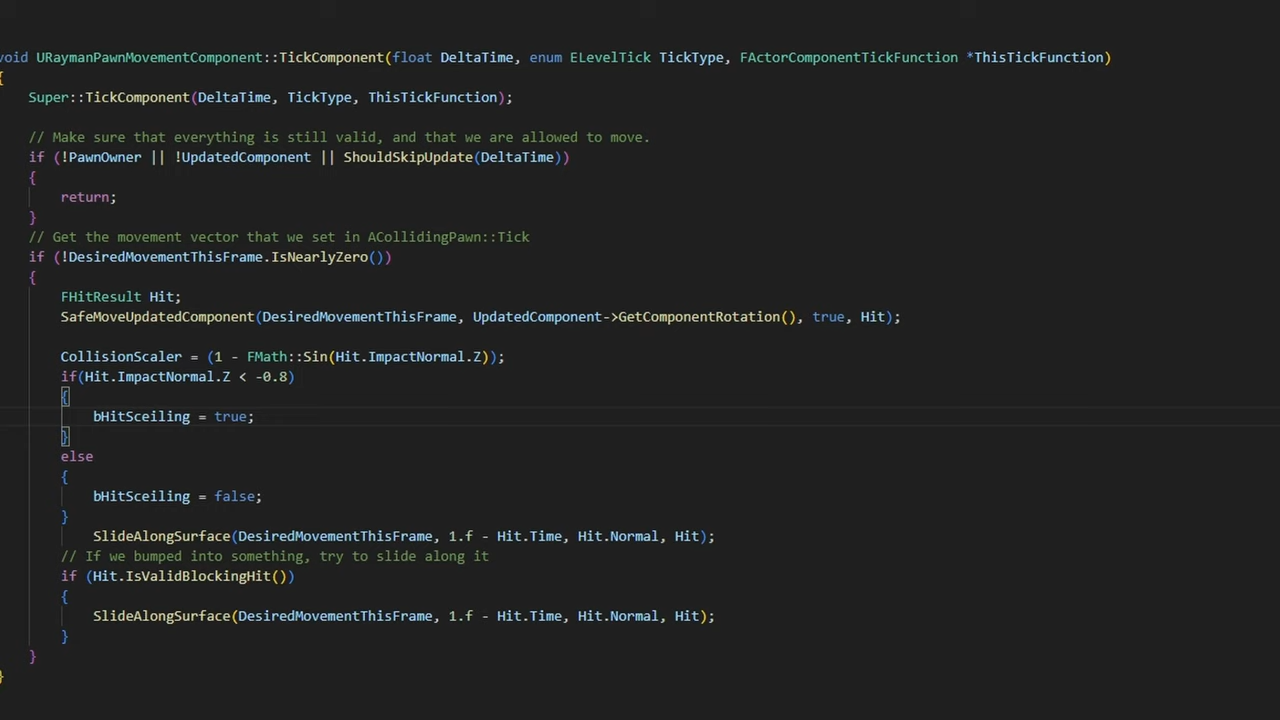 void URaymanPawnMovementComponent::TickComponent(float DeltaTime, enum ELevelTick TickType, FActorComponentTickFunction *ThisTickFunction)
{
    Super::TickComponent(DeltaTime, TickType, ThisTickFunction);

    // Make sure that everything is still valid, and that we are allowed to move.
    if (!PawnOwner || !UpdatedComponent || ShouldSkipUpdate(DeltaTime))
    {
        return;
    }
    // Get the movement vector that we set in ACollidingPawn::Tick
    if (!DesiredMovementThisFrame.IsNearlyZero())
    {
        FHitResult Hit;
        SafeMoveUpdatedComponent(DesiredMovementThisFrame, UpdatedComponent->GetComponentRotation(), true, Hit);

        CollisionScaler = (1 - FMath::Sin(Hit.ImpactNormal.Z));
        if(Hit.ImpactNormal.Z < -0.8)
        {
            bHitSceiling = true;
        }
        else
        {
            bHitSceiling = false;
        }
            SlideAlongSurface(DesiredMovementThisFrame, 1.f - Hit.Time, Hit.Normal, Hit);
        // If we bumped into something, try to slide along it
        if (Hit.IsValidBlockingHit())
        {
            SlideAlongSurface(DesiredMovementThisFrame, 1.f - Hit.Time, Hit.Normal, Hit);
        }
    }
}